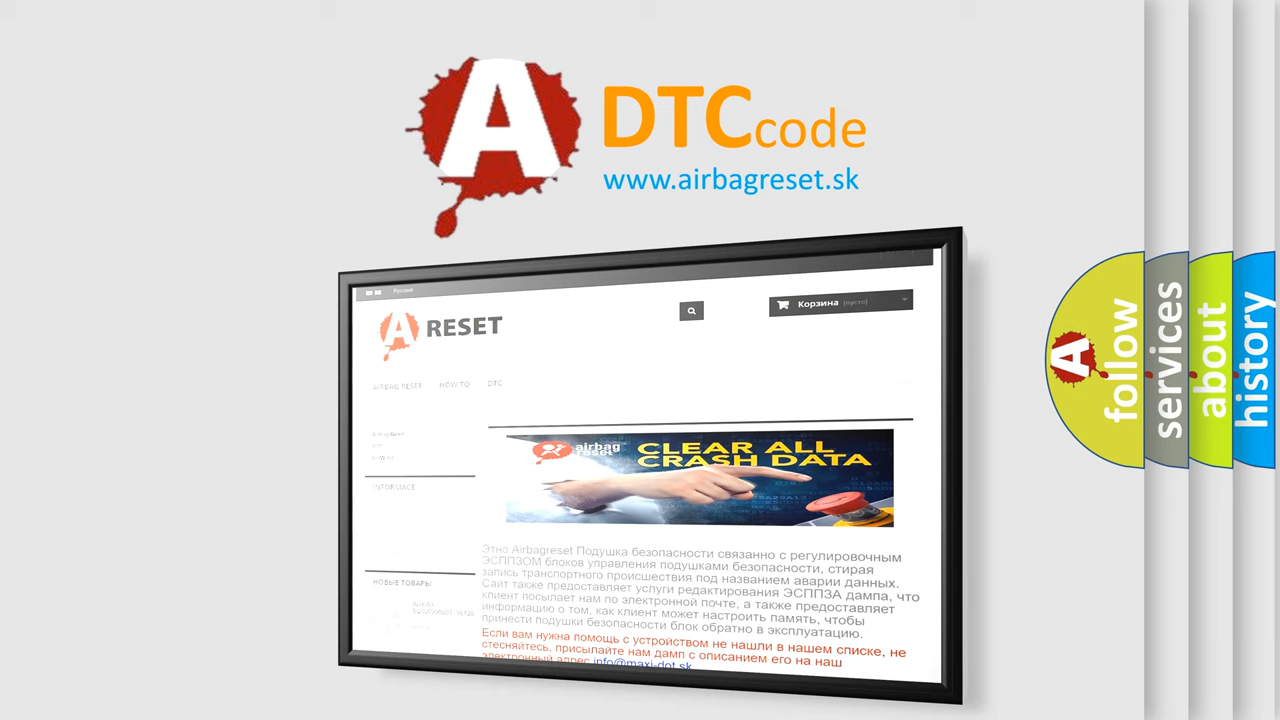 A
DTCcode
www.airbagreset.sk
Русский
A RESET
Корзина (пусто)
AIRBAG RESET HOW TO DTC
INFORMACE
НОВЫЕ ТОВАРЫ
airbag
reset
CLEAR ALL
CRASH DATA
Этно Airbagreset Подушка безопасности связанно с регулировочным
ЭСППЗОМ блоков управления подушками безопасности, стирая
запись транспортного происшествия под названием аварии данных.
Сайт также предоставляет услуги редактирования ЭСППЗА дампа, что
клиент посылает нам по электронной почте, а также предоставляет
информацию о том, как клиент может настроить память, чтобы
принести подушки безопасности блок обратно в эксплуатацию.
Если вам нужна помощь с устройством не нашли в нашем списке, не
стесняйтесь, присылайте нам дамп с описанием его на наш
электронный адрес info@maxi-dot.sk
A
follow
services
about
history